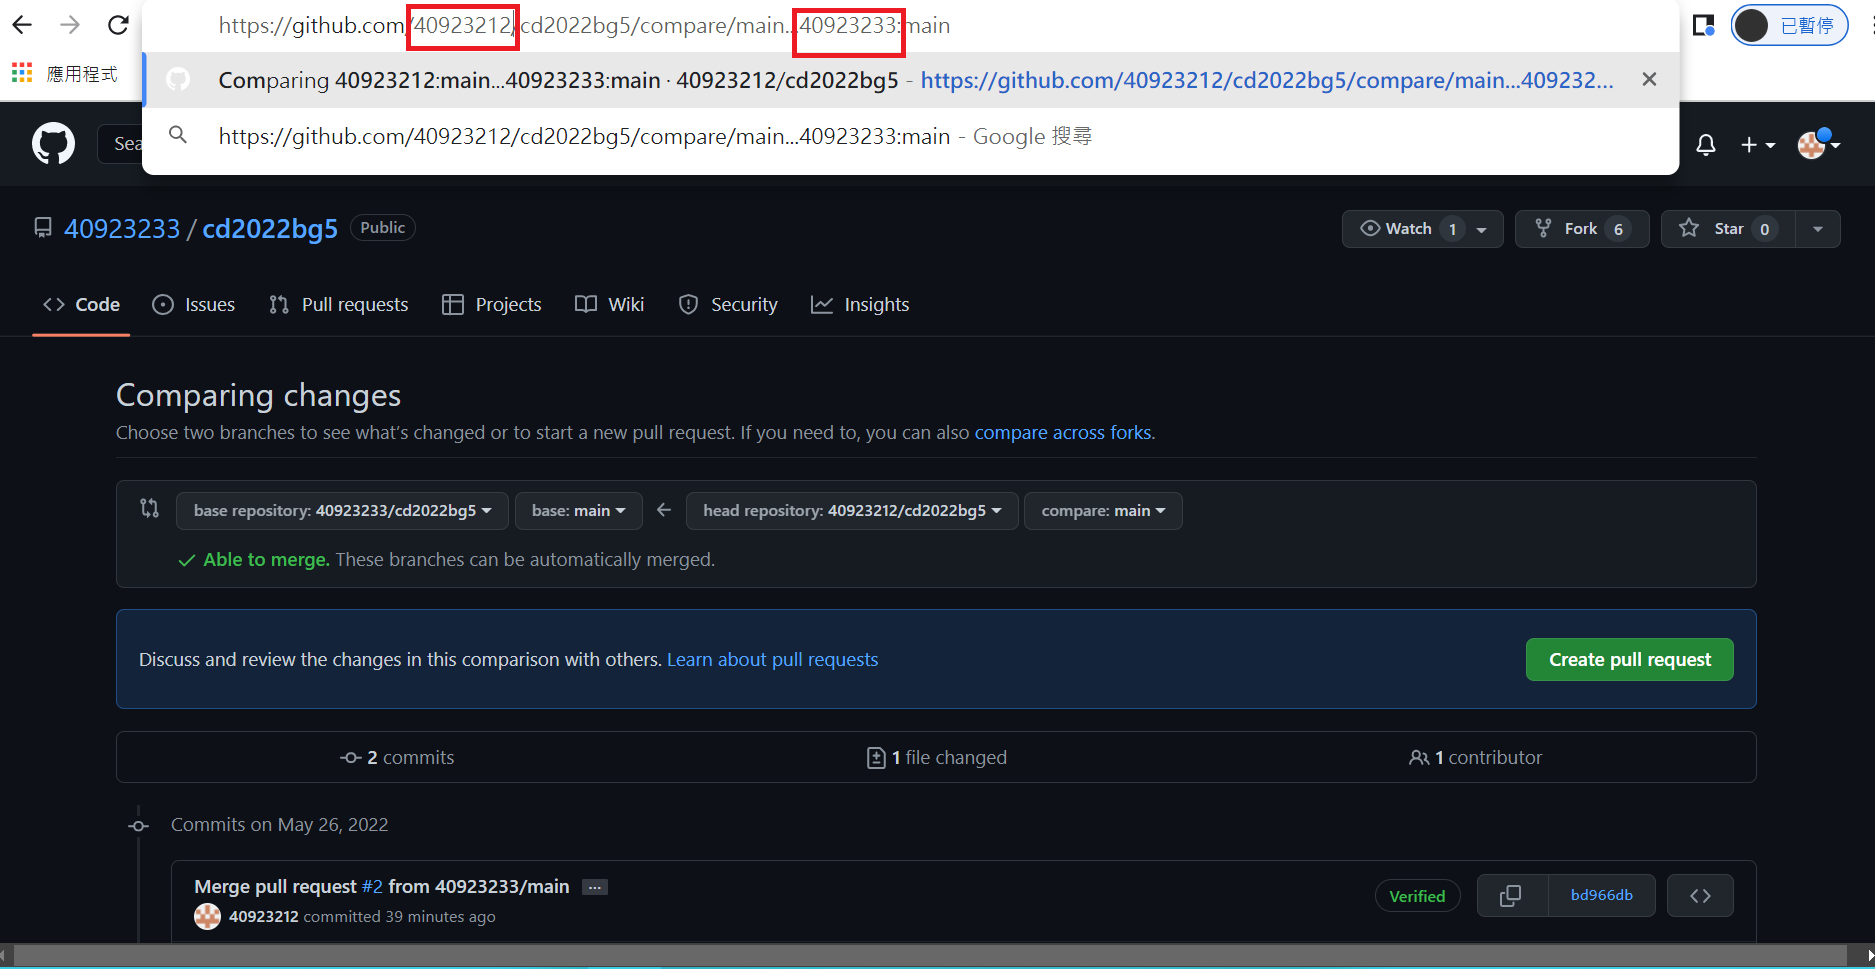 https://github.com/40923212/cd2022bg5/compare/main...40923233:main
已暫停
應用程式
Comparing 40923212:main...40923233:main · 40923212/cd2022bg5 - https://github.com/40923212/cd2022bg5/compare/main...409232...
Sea
https://github.com/40923212/cd2022bg5/compare/main...40923233:main - Google 搜尋
40923233 / cd2022bg5 Public
Watch 1 Fork 6 Star 0
Code Issues Pull requests Projects Wiki Security Insights
Comparing changes
Choose two branches to see what's changed or to start a new pull request. If you need to, you can also compare across forks.
base repository: 40923233/cd2022bg5 base: main head repository: 40923212/cd2022bg5 compare: main
Able to merge. These branches can be automatically merged.
Discuss and review the changes in this comparison with others. Learn about pull requests
Create pull request
2 commits 1 file changed 1 contributor
Commits on May 26, 2022
Merge pull request #2 from 40923233/main ...
Verified bd966db
40923212 committed 39 minutes ago